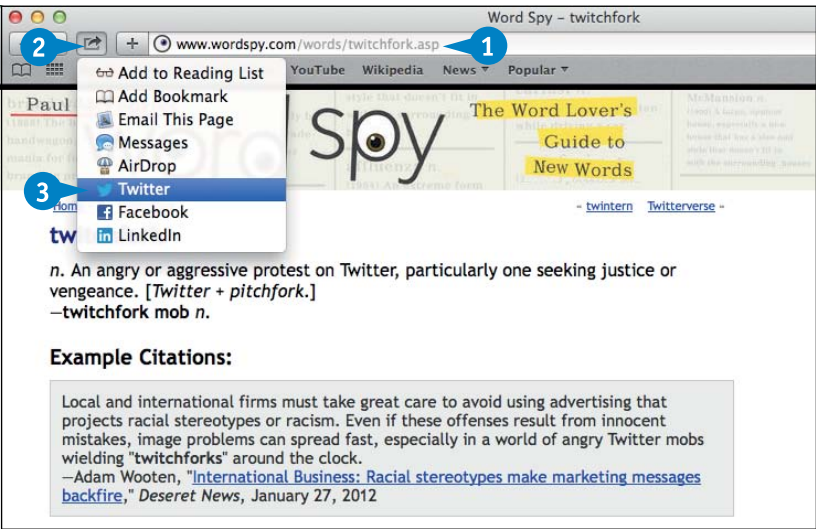 Word Spy – twitchfork
2
+
www.wordspy.com/words/twitchfork.asp
1
YouTube Wikipedia News Popular
Add to Reading List
Add Bookmark
Email This Page
Messages
AirDrop
3 Twitter
Facebook
LinkedIn
Paul
spy
The Word Lover's
Guide to
New Words
McMansion n.
Hom
« twintern Twitterverse »
tw
n. An angry or aggressive protest on Twitter, particularly one seeking justice or
vengeance. [Twitter + pitchfork.]
—twitchfork mob n.
Example Citations:
Local and international firms must take great care to avoid using advertising that
projects racial stereotypes or racism. Even if these offenses result from innocent
mistakes, image problems can spread fast, especially in a world of angry Twitter mobs
wielding "twitchforks" around the clock.
—Adam Wooten, "International Business: Racial stereotypes make marketing messages
backfire," Deseret News, January 27, 2012